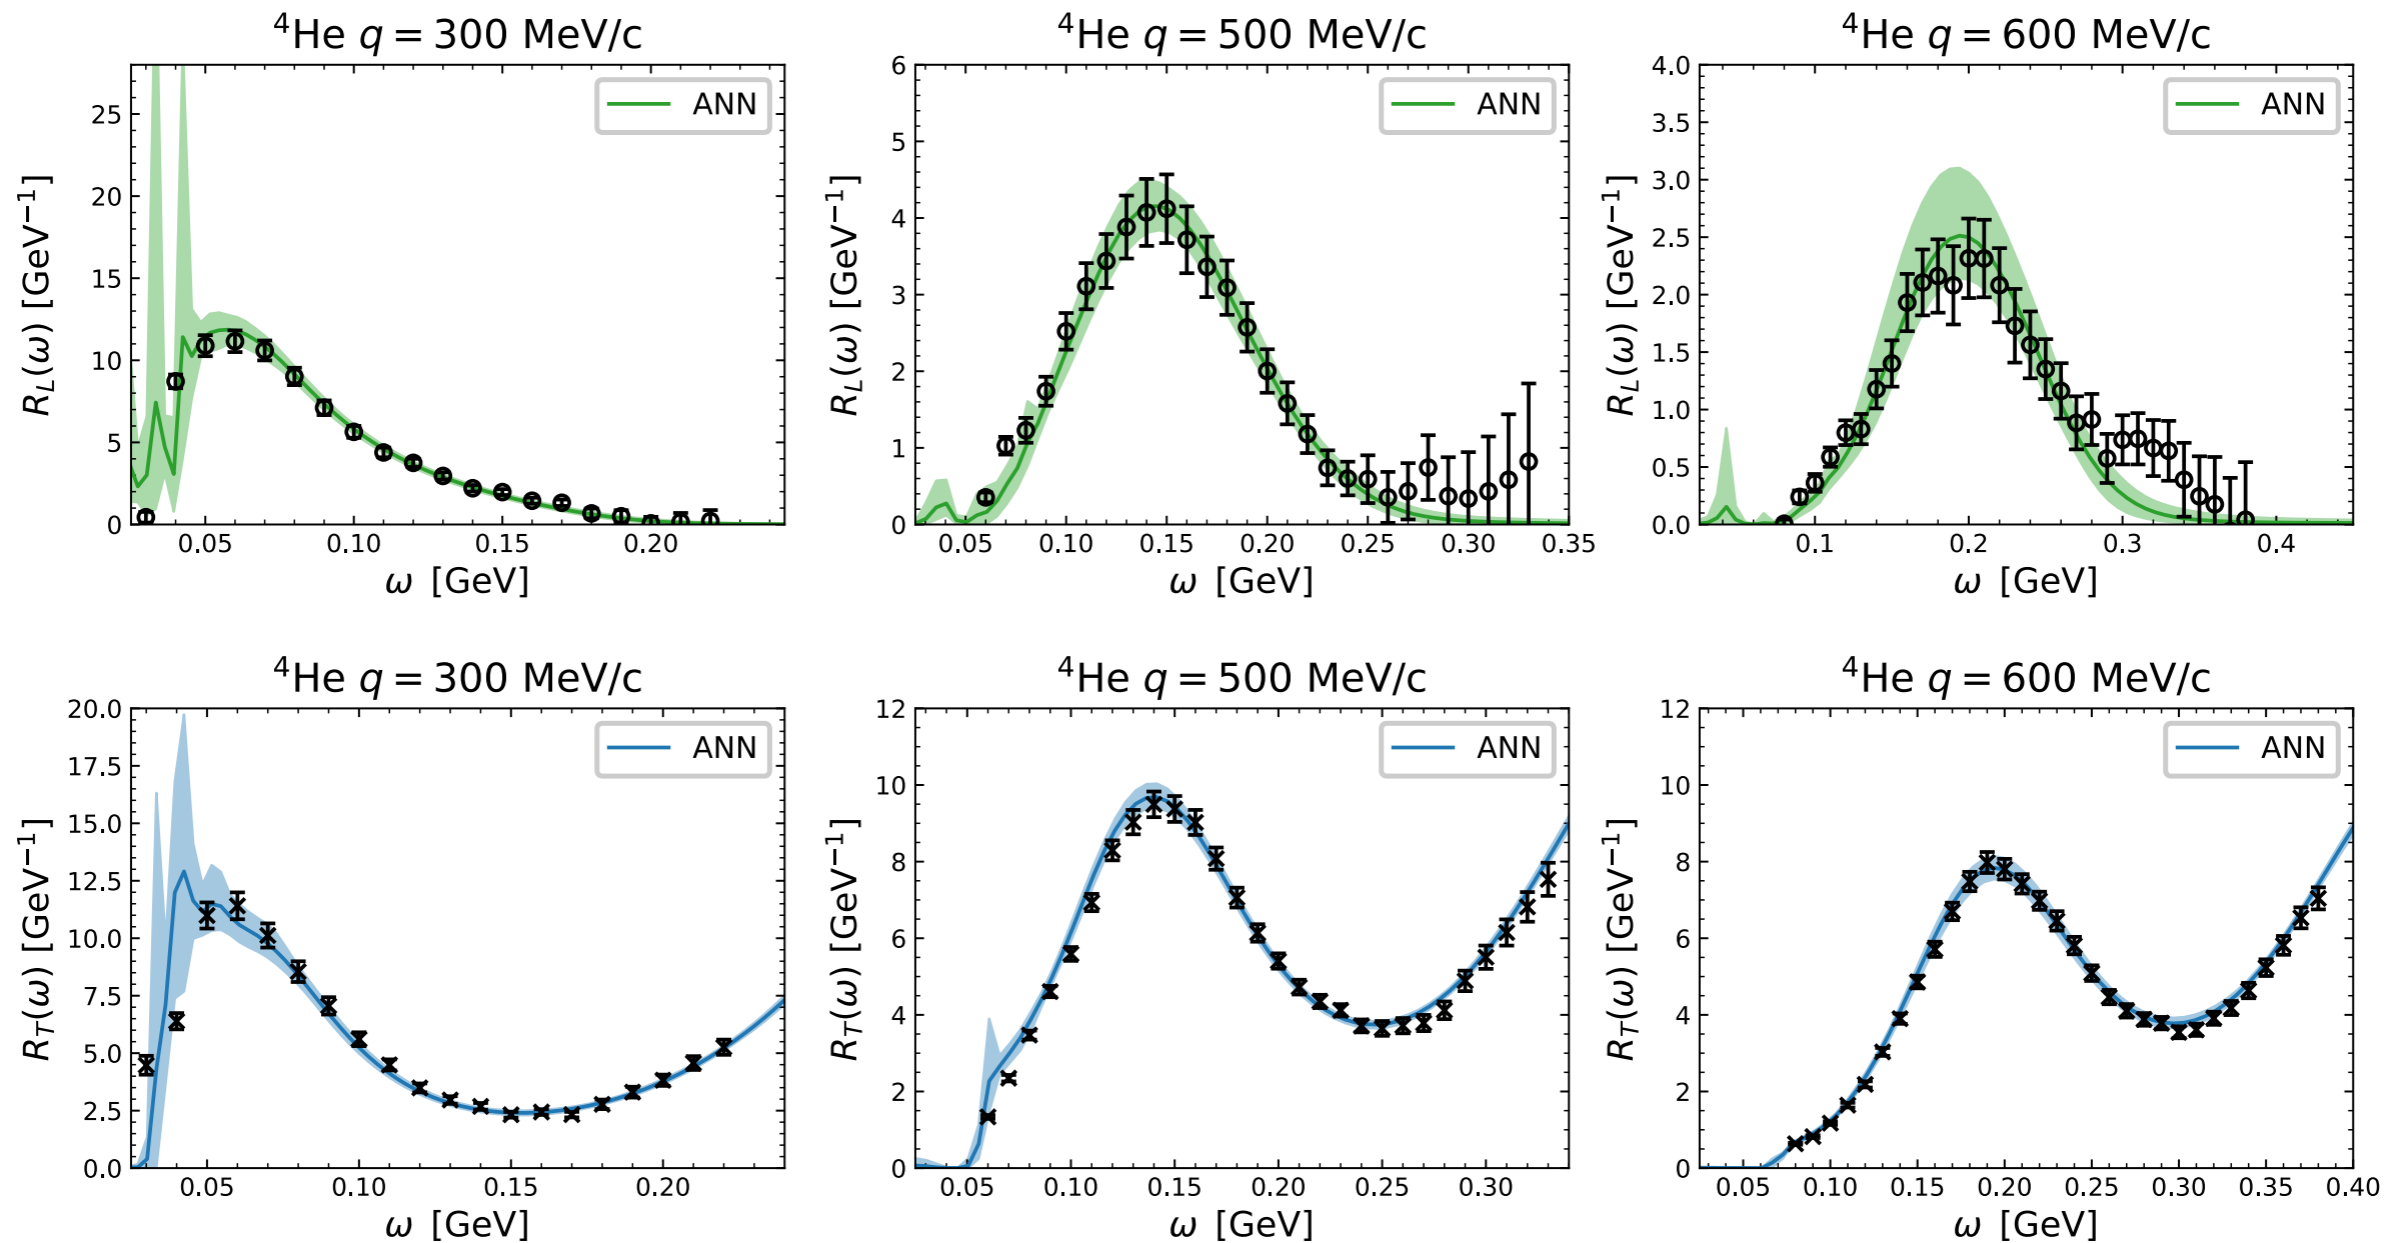 ⁴He q = 300 MeV/c
ANN
R_L(ω) [GeV⁻¹]
25
20
15
10
5
0
0.05 0.10 0.15 0.20
ω [GeV]
⁴He q = 500 MeV/c
ANN
R_L(ω) [GeV⁻¹]
6
5
4
3
2
1
0
0.05 0.10 0.15 0.20 0.25 0.30 0.35
ω [GeV]
⁴He q = 600 MeV/c
ANN
R_L(ω) [GeV⁻¹]
4.0
3.5
3.0
2.5
2.0
1.5
1.0
0.5
0.0
0.1 0.2 0.3 0.4
ω [GeV]
⁴He q = 300 MeV/c
ANN
R_T(ω) [GeV⁻¹]
20.0
17.5
15.0
12.5
10.0
7.5
5.0
2.5
0.0
0.05 0.10 0.15 0.20
ω [GeV]
⁴He q = 500 MeV/c
ANN
R_T(ω) [GeV⁻¹]
12
10
8
6
4
2
0
0.05 0.10 0.15 0.20 0.25 0.30
ω [GeV]
⁴He q = 600 MeV/c
ANN
R_T(ω) [GeV⁻¹]
12
10
8
6
4
2
0
0.05 0.10 0.15 0.20 0.25 0.30 0.35 0.40
ω [GeV]